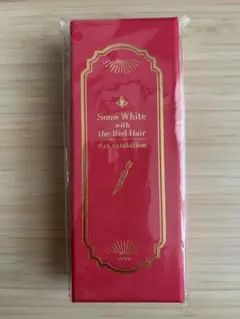 Snow White
with
the Red Hair
Art exhibition